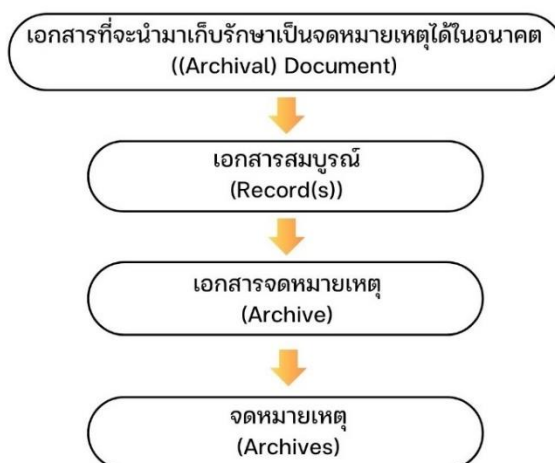 เอกสารที่จะนำมาเก็บรักษาเป็นจดหมายเหตุได้ในอนาคต
((Archival) Document)
เอกสารสมบูรณ์
(Record(s))
เอกสารจดหมายเหตุ
(Archive)
จดหมายเหตุ
(Archives)